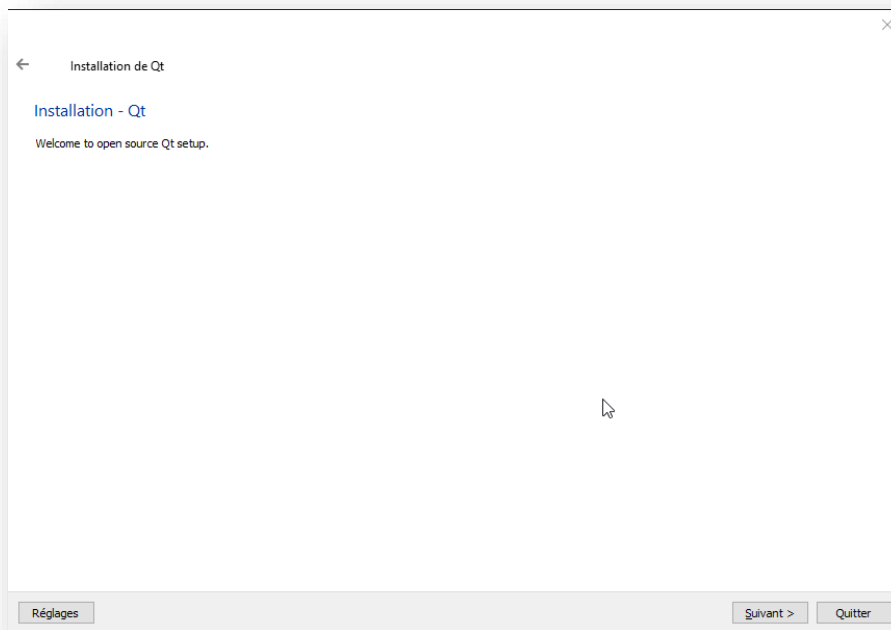 Installation de Qt
Installation - Qt
Welcome to open source Qt setup.
Réglages
Suivant >
Quitter